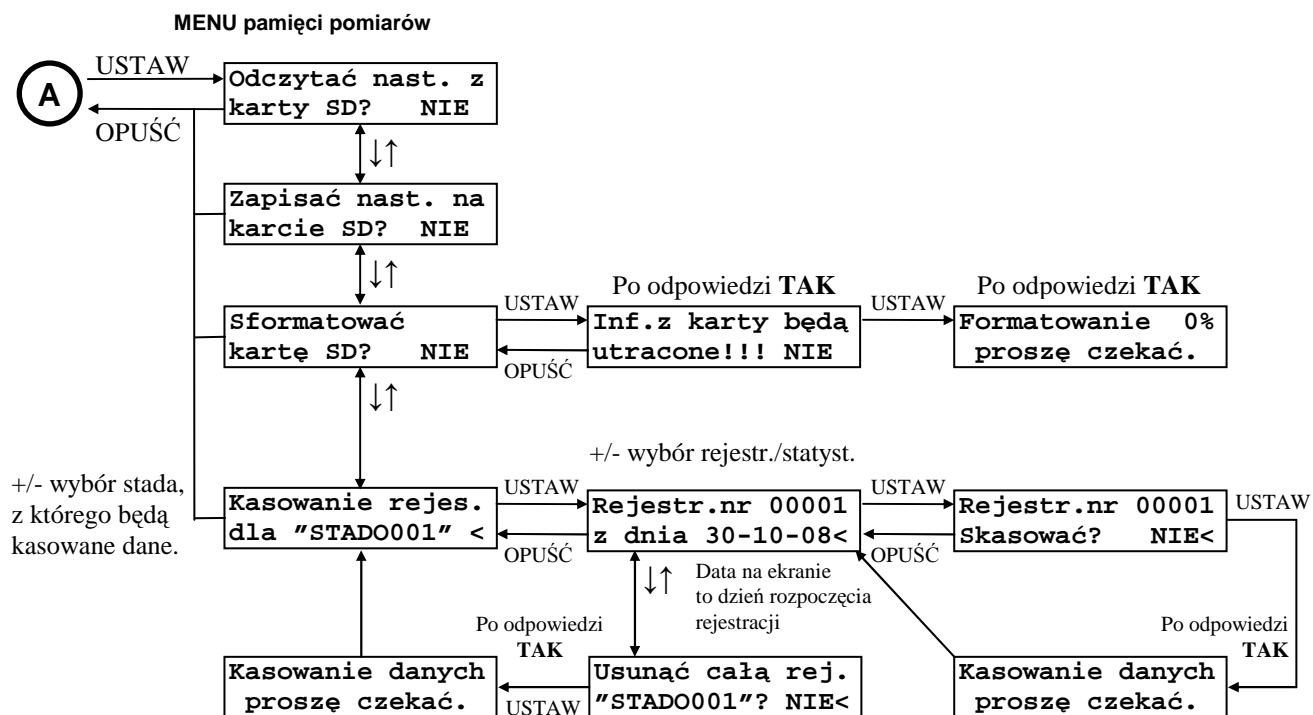 MENU pamięci pomiarów
A
USTAW
OPUŚĆ
Odczytać nast. z
karty SD? NIE
↓↑
Zapisać nast. na
karcie SD? NIE
↓↑
Po odpowiedzi TAK
Po odpowiedzi TAK
Sformatować
kartę SD? NIE
USTAW
OPUŚĆ
Inf.z karty będą
utracone!!! NIE
USTAW
Formatowanie 0%
proszę czekać.
↓↑
+/- wybór rejestr./statyst.
+/- wybór stada,
z którego będą
kasowane dane.
Kasowanie rejes.
dla ”STADO001” <
USTAW
OPUŚĆ
Rejestr.nr 00001
z dnia 30-10-08<
USTAW
OPUŚĆ
Rejestr.nr 00001
Skasować? NIE<
USTAW
↓↑
Data na ekranie
to dzień rozpoczęcia
rejestracji
Po odpowiedzi
TAK
Po odpowiedzi
TAK
Kasowanie danych
proszę czekać.
USTAW
Usunąć całą rej.
”STADO001”? NIE<
Kasowanie danych
proszę czekać.